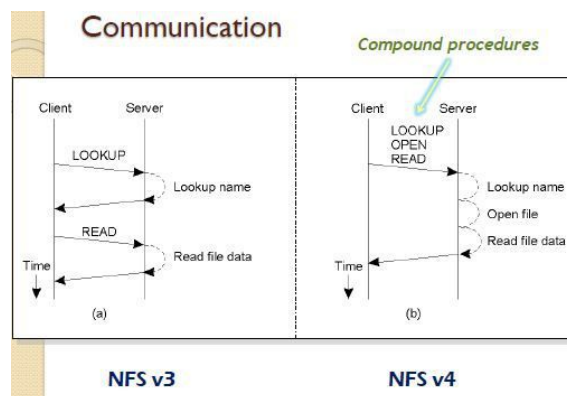 Communication
Compound procedures
Client Server
LOOKUP
Lookup name
READ
Read file data
Time
(a)
Client Server
LOOKUP
OPEN
READ
Lookup name
Open file
Read file data
Time
(b)
NFS v3
NFS v4